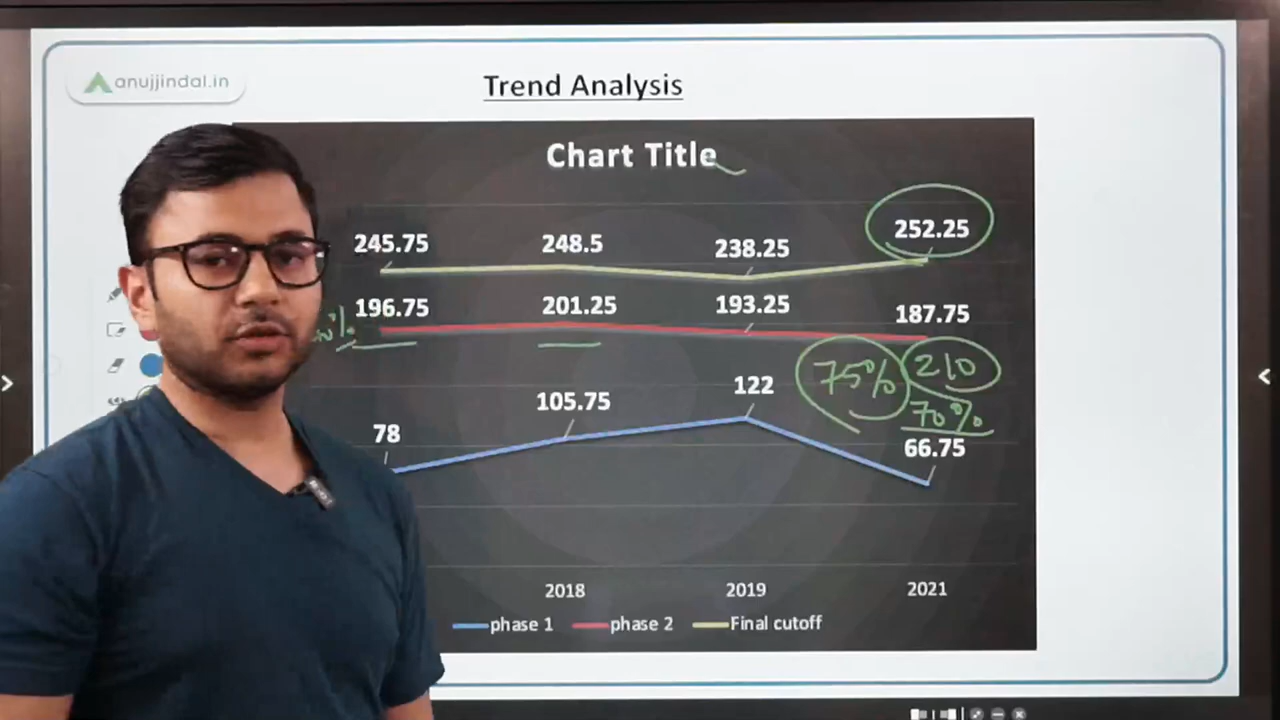 anujjindal.in
Trend Analysis
Chart Title
245.75 248.5 238.25 252.25
196.75 201.25 193.25 187.75
75% 210
70%
78 105.75 122 66.75
2018 2019 2021
phase 1 phase 2 Final cutoff